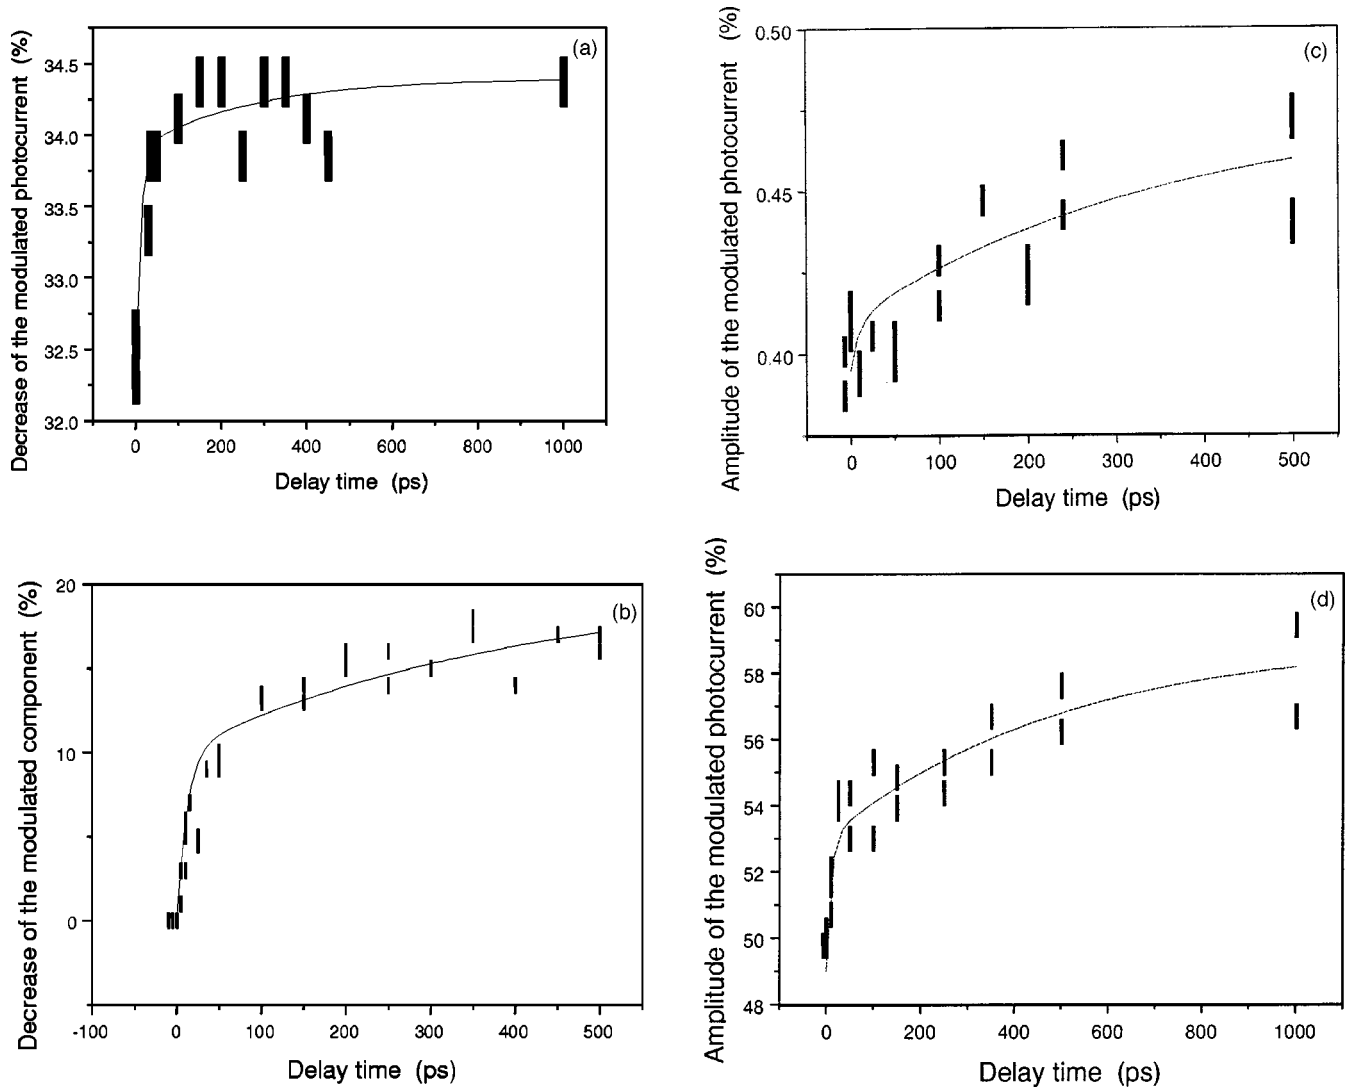 Decrease of the modulated photocurrent (%)
(a)
34.5
34.0
33.5
33.0
32.5
32.0
0 200 400 600 800 1000
Delay time (ps)
Amplitude of the modulated photocurrent (%)
(c)
0.50
0.45
0.40
0 100 200 300 400 500
Delay time (ps)
Decrease of the modulated component (%)
(b)
20
10
0
-100 0 100 200 300 400 500
Delay time (ps)
Amplitude of the modulated photocurrent (%)
(d)
60
58
56
54
52
50
48
0 200 400 600 800 1000
Delay time (ps)